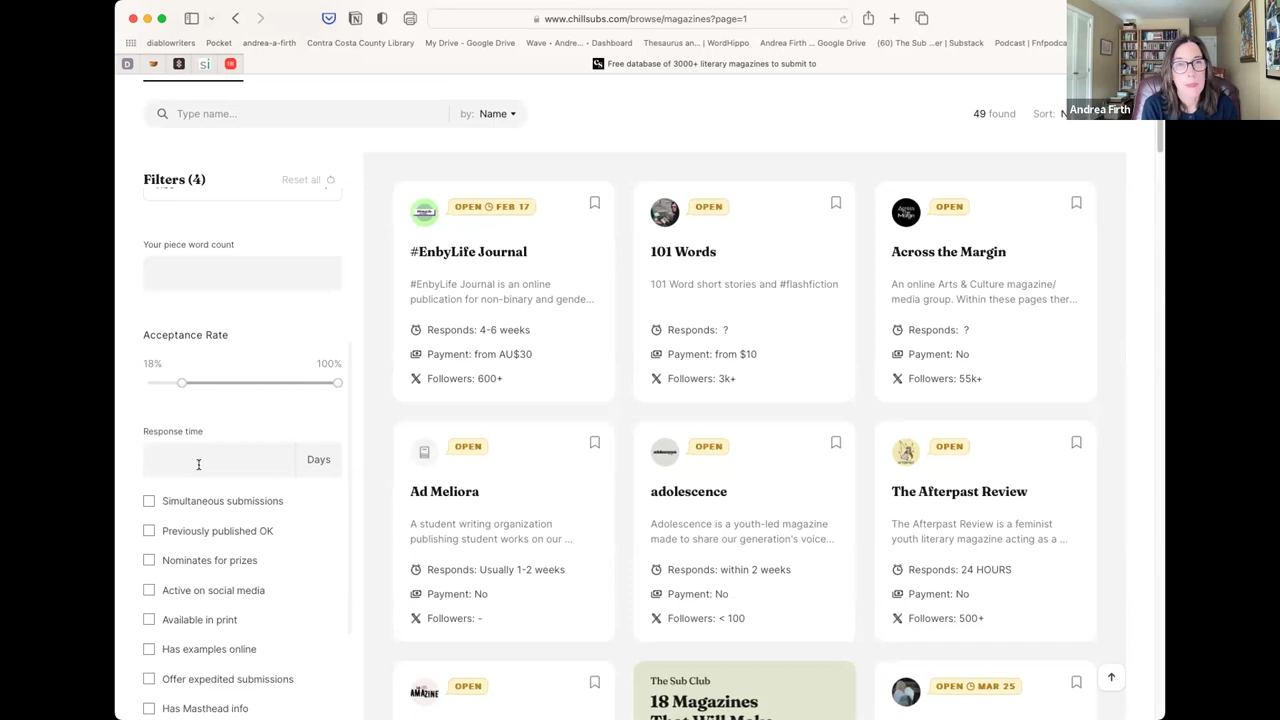 www.chillsubs.com/browse/magazines?page=1
diablowriters
Pocket
andrea-a-firth
Contra Costa County Library
My Drive - Google Drive
Wave • Andre... • Dashboard
Thesaurus an... | WordHippo
Andrea Firth ... Google Drive
(60) The Sub ...er | Substack
Podcast | Fnfpodca
Free database of 3000+ literary magazines to submit to
Andrea Firth
Type name...
by: Name
49 found
Sort:
Filters (4)
Reset all
Your piece word count
Acceptance Rate
18%
100%
Response time
Days
Simultaneous submissions
Previously published OK
Nominates for prizes
Active on social media
Available in print
Has examples online
Offer expedited submissions
Has Masthead info
OPEN FEB 17
#EnbyLife Journal
#EnbyLife Journal is an online
publication for non-binary and gende...
Responds: 4-6 weeks
Payment: from AU$30
Followers: 600+
OPEN
101 Words
101 Word short stories and #flashfiction
Responds: ?
Payment: from $10
Followers: 3k+
OPEN
Across the Margin
An online Arts & Culture magazine/
media group. Within these pages ther...
Responds: ?
Payment: No
Followers: 55k+
OPEN
Ad Meliora
A student writing organization
publishing student works on our ...
Responds: Usually 1-2 weeks
Payment: No
Followers: -
OPEN
adolescence
Adolescence is a youth-led magazine
made to share our generation's voice...
Responds: within 2 weeks
Payment: No
Followers: < 100
OPEN
The Afterpast Review
The Afterpast Review is a feminist
youth literary magazine acting as a ...
Responds: 24 HOURS
Payment: No
Followers: 500+
OPEN
The Sub Club
18 Magazines
That Will Make
OPEN MAR 25